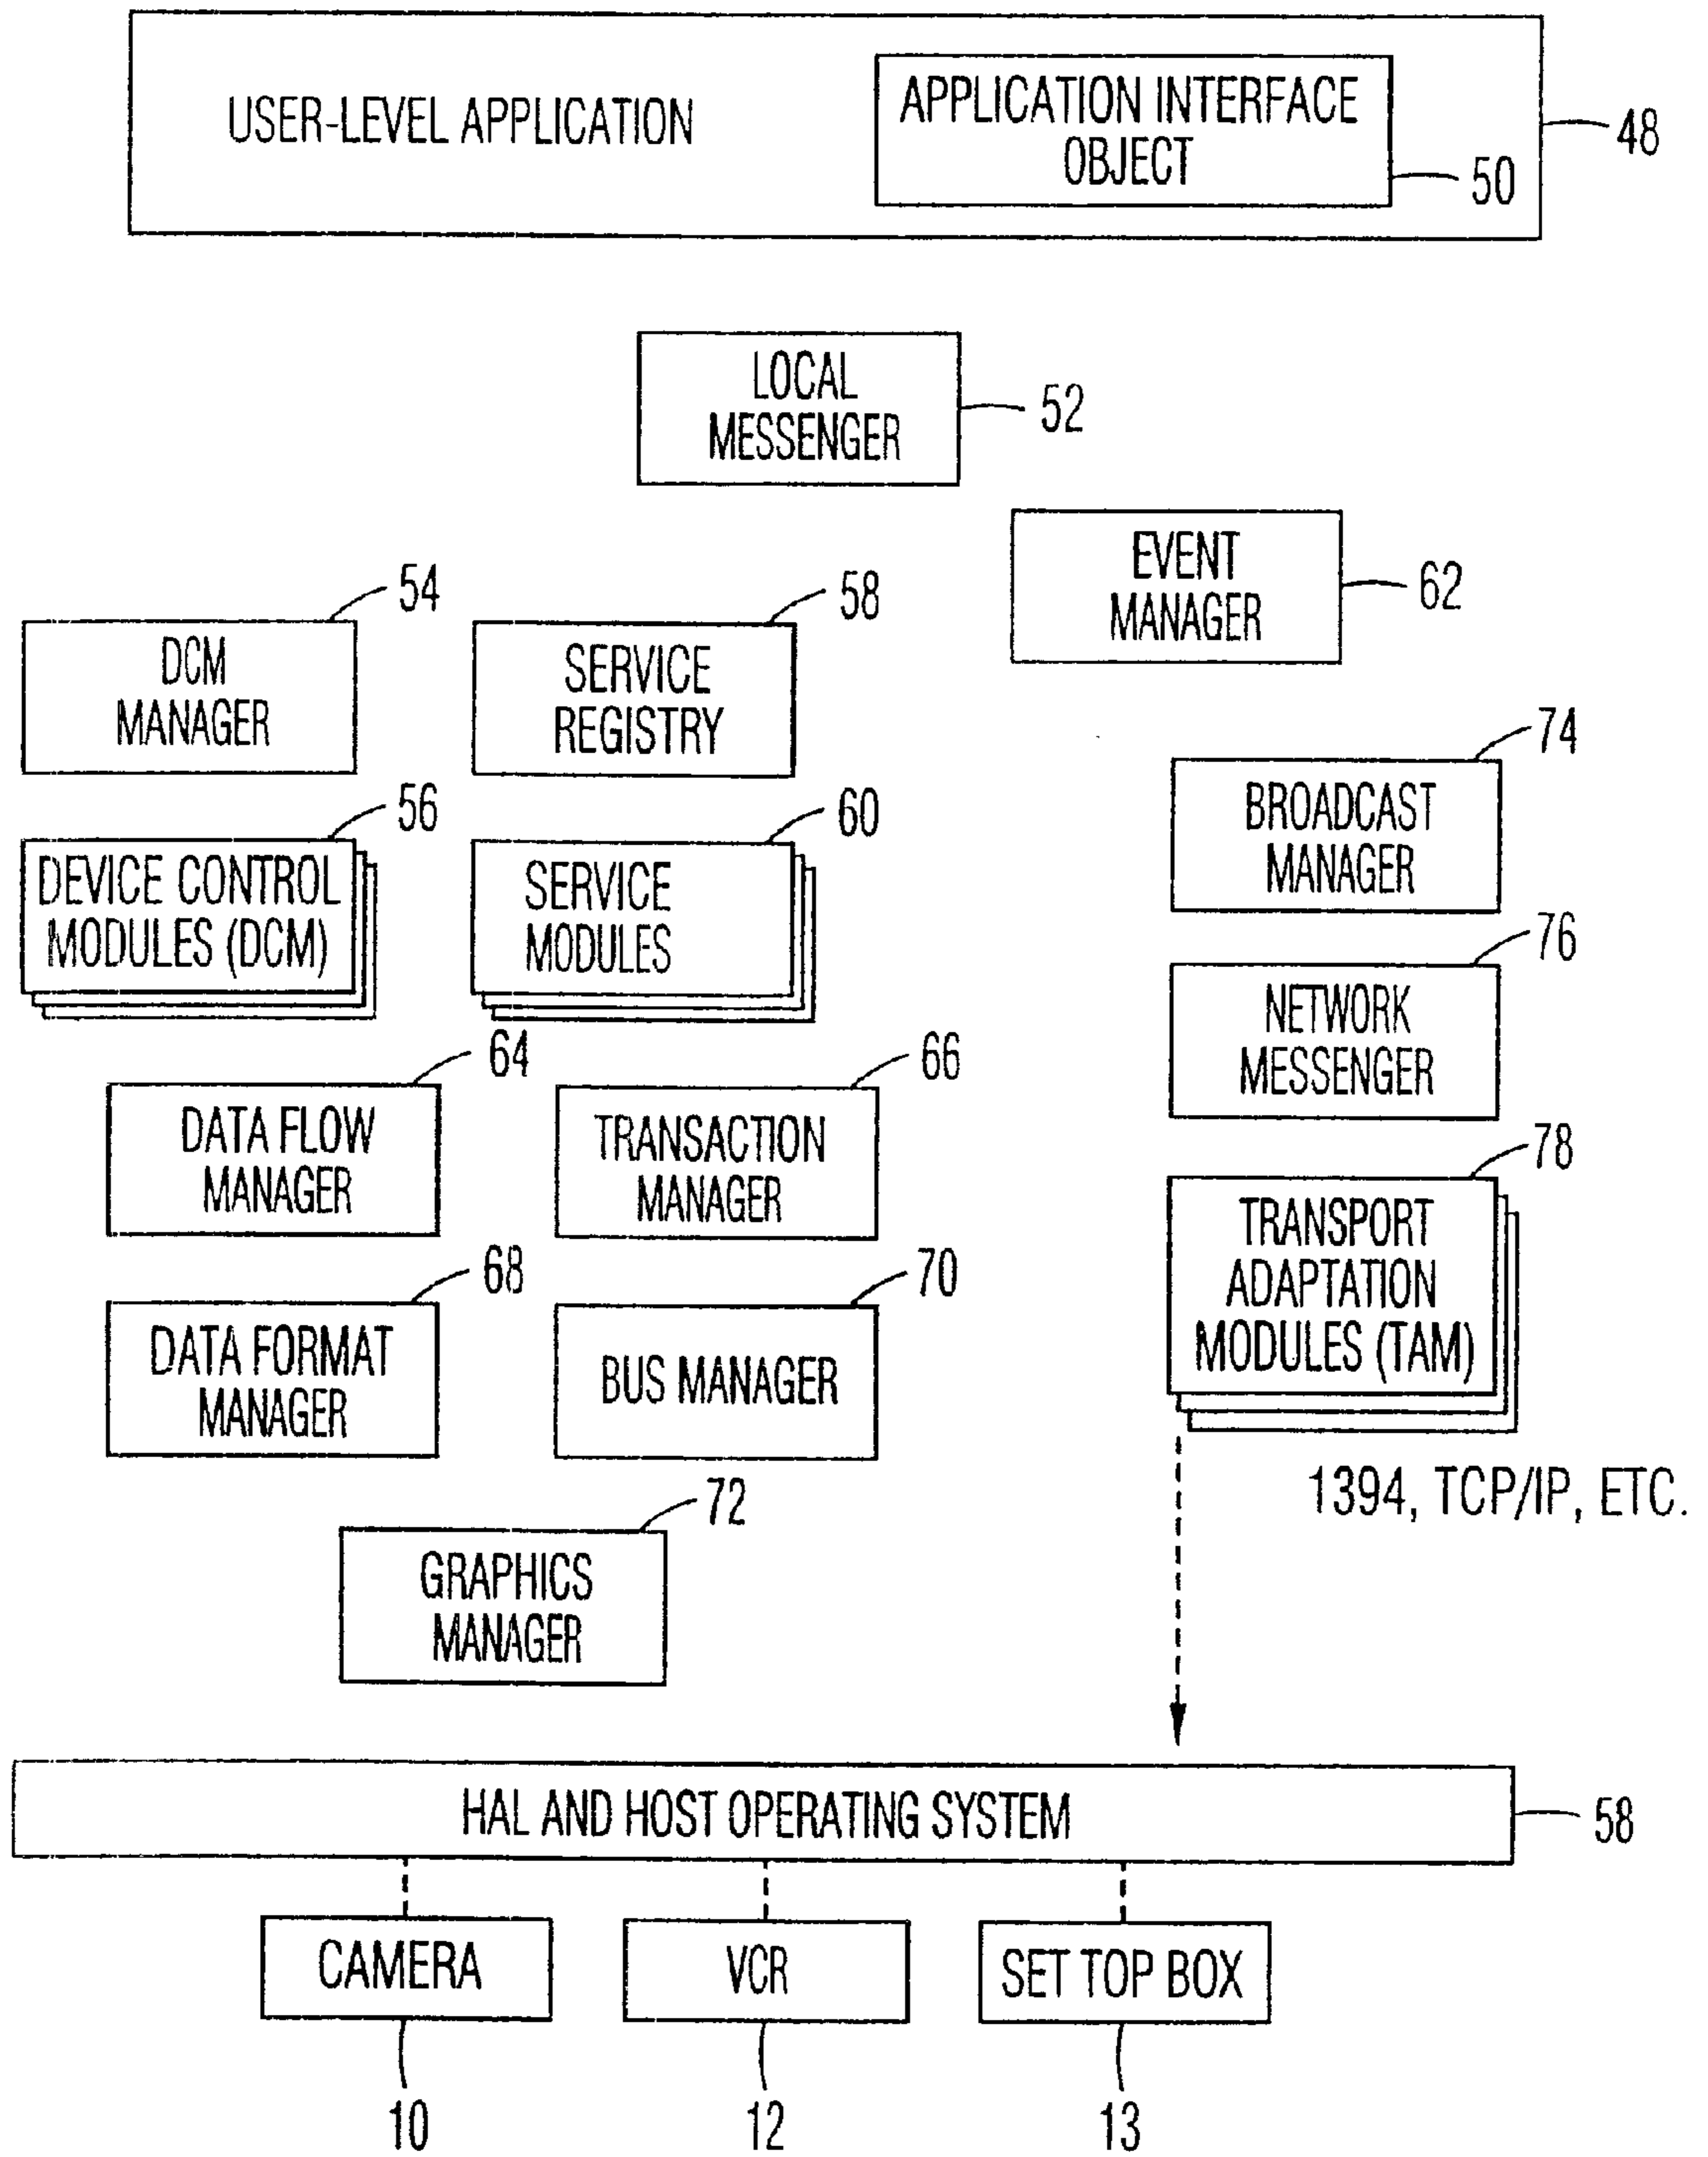 USER-LEVEL APPLICATION
APPLICATION INTERFACE
OBJECT
48
50
LOCAL
MESSENGER
52
EVENT
MANAGER
62
54
DCM
MANAGER
58
SERVICE
REGISTRY
74
BROADCAST
MANAGER
56
DEVICE CONTROL
MODULES (DCM)
60
SERVICE
MODULES
76
NETWORK
MESSENGER
64
DATA FLOW
MANAGER
66
TRANSACTION
MANAGER
78
TRANSPORT
ADAPTATION
MODULES (TAM)
68
DATA FORMAT
MANAGER
70
BUS MANAGER
1394, TCP/IP, ETC.
72
GRAPHICS
MANAGER
HAL AND HOST OPERATING SYSTEM
58
CAMERA
VCR
SET TOP BOX
10
12
13